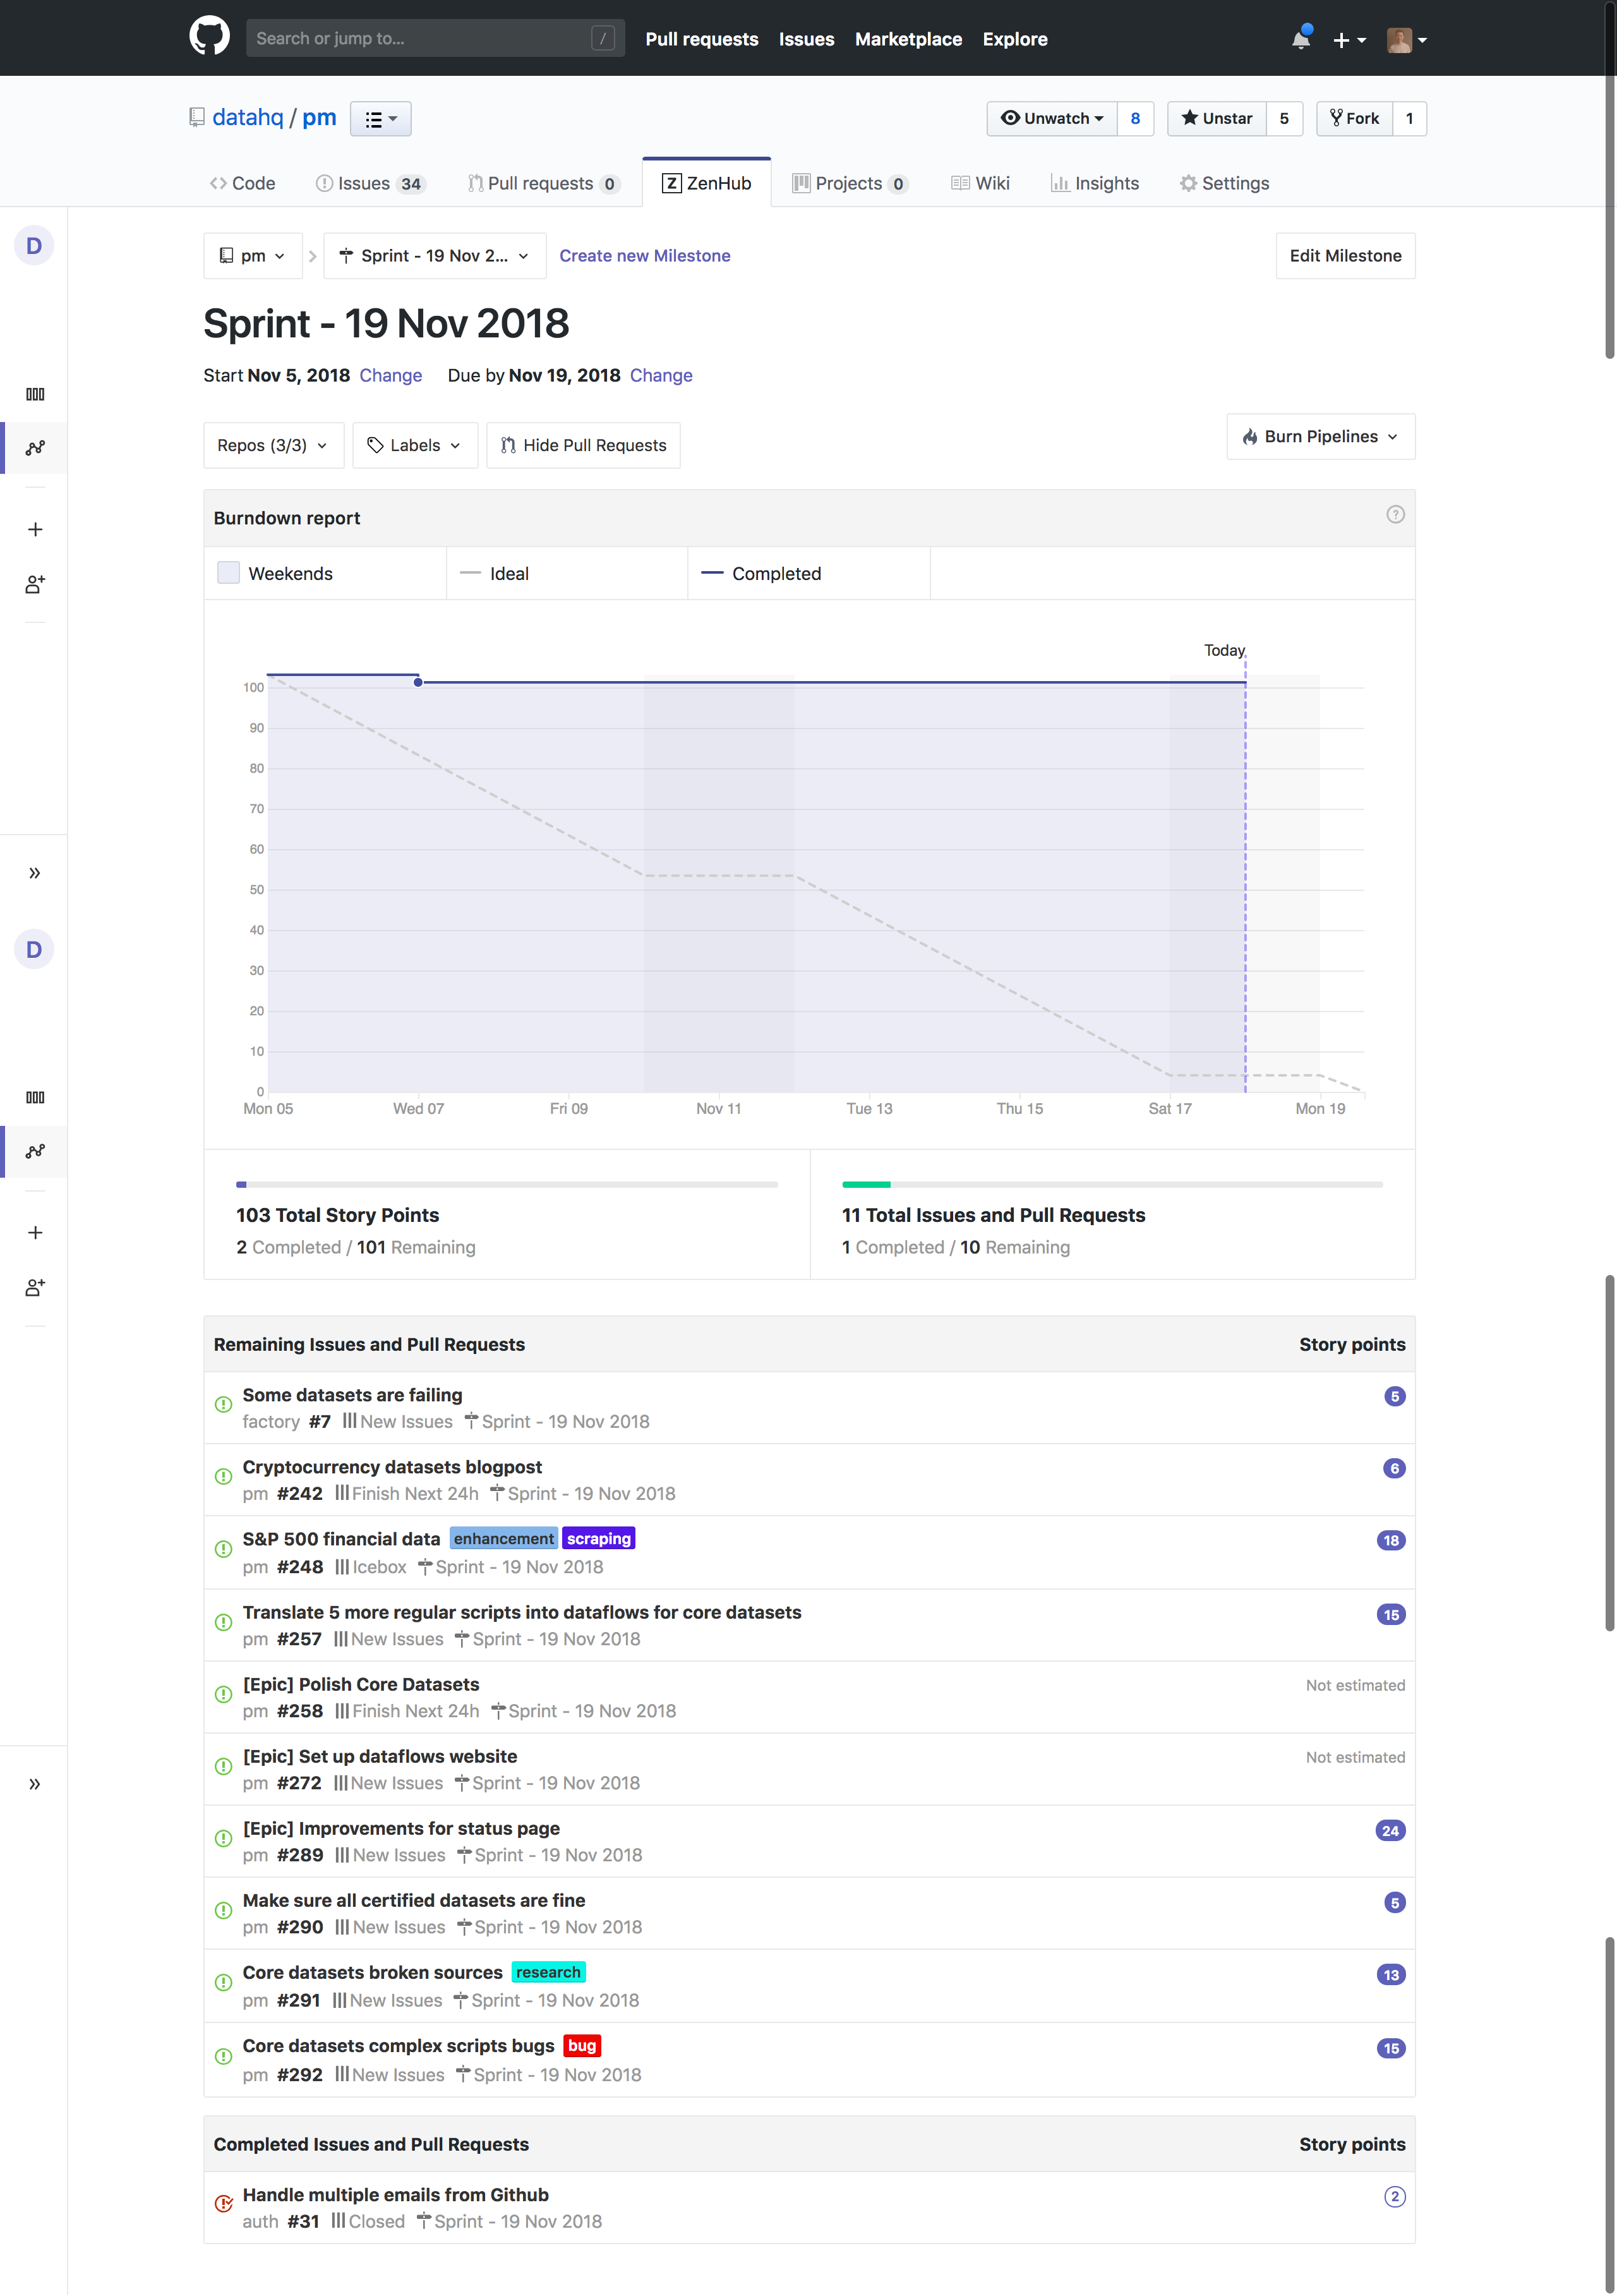 Search or jump to... / Pull requests Issues Marketplace Explore
datahq / pm Unwatch 8 Unstar 5 Fork 1
Code Issues 34 Pull requests 0 Z ZenHub Projects 0 Wiki Insights Settings
D
pm Sprint - 19 Nov 2... Create new Milestone Edit Milestone
Sprint - 19 Nov 2018
Start Nov 5, 2018 Change Due by Nov 19, 2018 Change
Repos (3/3) Labels Hide Pull Requests Burn Pipelines
Burndown report ?
Weekends Ideal Completed
Today
100
90
80
70
60
50
40
30
20
10
0
Mon 05 Wed 07 Fri 09 Nov 11 Tue 13 Thu 15 Sat 17 Mon 19
D
103 Total Story Points
2 Completed / 101 Remaining
11 Total Issues and Pull Requests
1 Completed / 10 Remaining
Remaining Issues and Pull Requests Story points
Some datasets are failing 5
factory #7 New Issues Sprint - 19 Nov 2018
Cryptocurrency datasets blogpost 6
pm #242 Finish Next 24h Sprint - 19 Nov 2018
S&P 500 financial data enhancement scraping 18
pm #248 Icebox Sprint - 19 Nov 2018
Translate 5 more regular scripts into dataflows for core datasets 15
pm #257 New Issues Sprint - 19 Nov 2018
[Epic] Polish Core Datasets Not estimated
pm #258 Finish Next 24h Sprint - 19 Nov 2018
[Epic] Set up dataflows website Not estimated
pm #272 New Issues Sprint - 19 Nov 2018
[Epic] Improvements for status page 24
pm #289 New Issues Sprint - 19 Nov 2018
Make sure all certified datasets are fine 5
pm #290 New Issues Sprint - 19 Nov 2018
Core datasets broken sources research 13
pm #291 New Issues Sprint - 19 Nov 2018
Core datasets complex scripts bugs bug 15
pm #292 New Issues Sprint - 19 Nov 2018
Completed Issues and Pull Requests Story points
Handle multiple emails from Github 2
auth #31 Closed Sprint - 19 Nov 2018